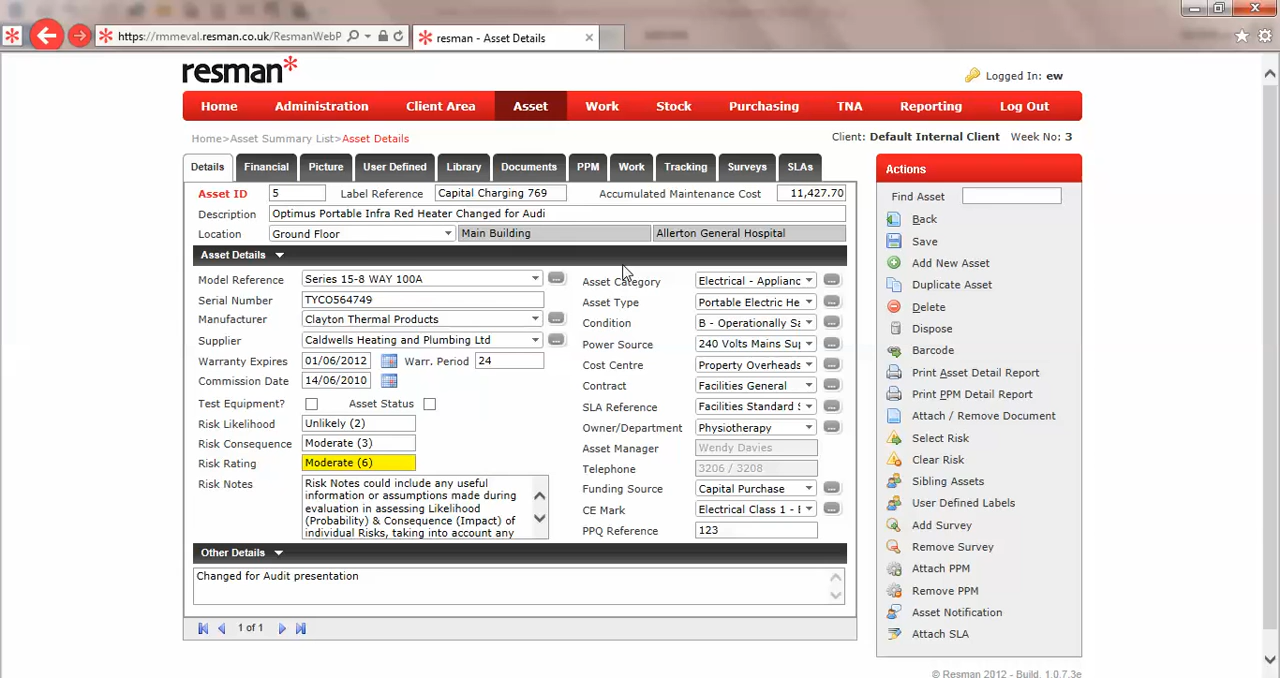 https://rmmeval.resman.co.uk/ResmanWebP
resman - Asset Details
resman*
Logged In: ew
Home Administration Client Area Asset Work Stock Purchasing TNA Reporting Log Out
Home>Asset Summary List>Asset Details
Client: Default Internal Client Week No: 3
Details Financial Picture User Defined Library Documents PPM Work Tracking Surveys SLAs
Asset ID 5 Label Reference Capital Charging 769 Accumulated Maintenance Cost 11,427.70
Description Optimus Portable Infra Red Heater Changed for Audi
Location Ground Floor Main Building Allerton General Hospital
Asset Details
Model Reference Series 15-8 WAY 100A
Serial Number TYCO564749
Manufacturer Clayton Thermal Products
Supplier Caldwells Heating and Plumbing Ltd
Warranty Expires 01/06/2012 Warr. Period 24
Commission Date 14/06/2010
Test Equipment? Asset Status
Risk Likelihood Unlikely (2)
Risk Consequence Moderate (3)
Risk Rating Moderate (6)
Risk Notes Risk Notes could include any useful
information or assumptions made during
evaluation in assessing Likelihood
(Probability) & Consequence (Impact) of
individual Risks, taking into account any
Asset Category Electrical - Applianc
Asset Type Portable Electric He
Condition B - Operationally Sa
Power Source 240 Volts Mains Sup
Cost Centre Property Overheads
Contract Facilities General
SLA Reference Facilities Standard S
Owner/Department Physiotherapy
Asset Manager Wendy Davies
Telephone 3206 / 3208
Funding Source Capital Purchase
CE Mark Electrical Class 1 - E
PPQ Reference 123
Other Details
Changed for Audit presentation
1 of 1
Actions
Find Asset
Back
Save
Add New Asset
Duplicate Asset
Delete
Dispose
Barcode
Print Asset Detail Report
Print PPM Detail Report
Attach / Remove Document
Select Risk
Clear Risk
Sibling Assets
User Defined Labels
Add Survey
Remove Survey
Attach PPM
Remove PPM
Asset Notification
Attach SLA
© Resman 2012 - Build. 1.0.7.3e